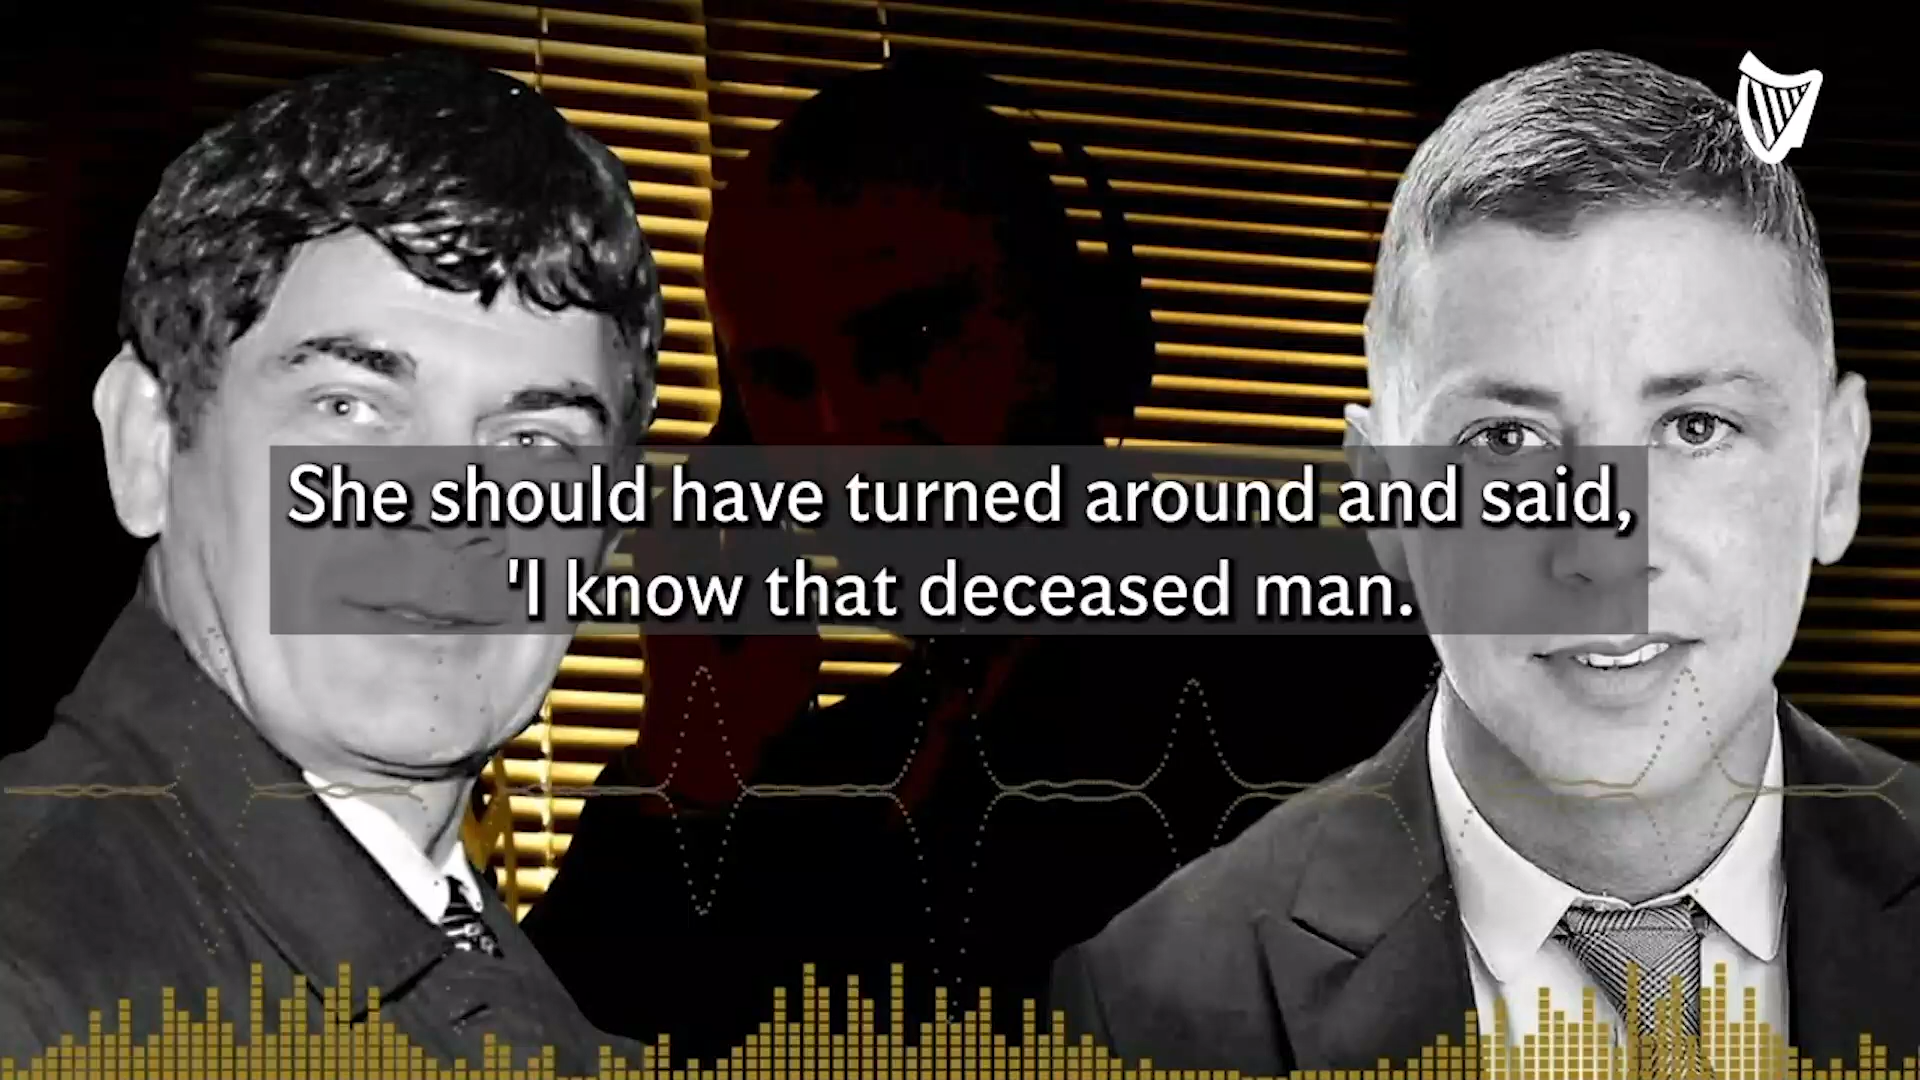 She should have turned around and said,
'I know that deceased man.